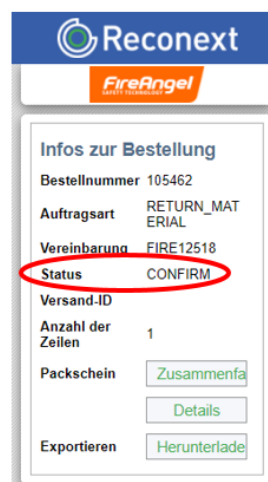 Reconext
FireAngel
SAFETY TECHNOLOGY
Infos zur Bestellung
Bestellnummer 105462
Auftragsart RETURN_MAT
ERIAL
Vereinbarung FIRE12518
Status CONFIRM
Versand-ID
Anzahl der
Zeilen 1
Packschein Zusammenfa
Details
Exportieren Herunterlade